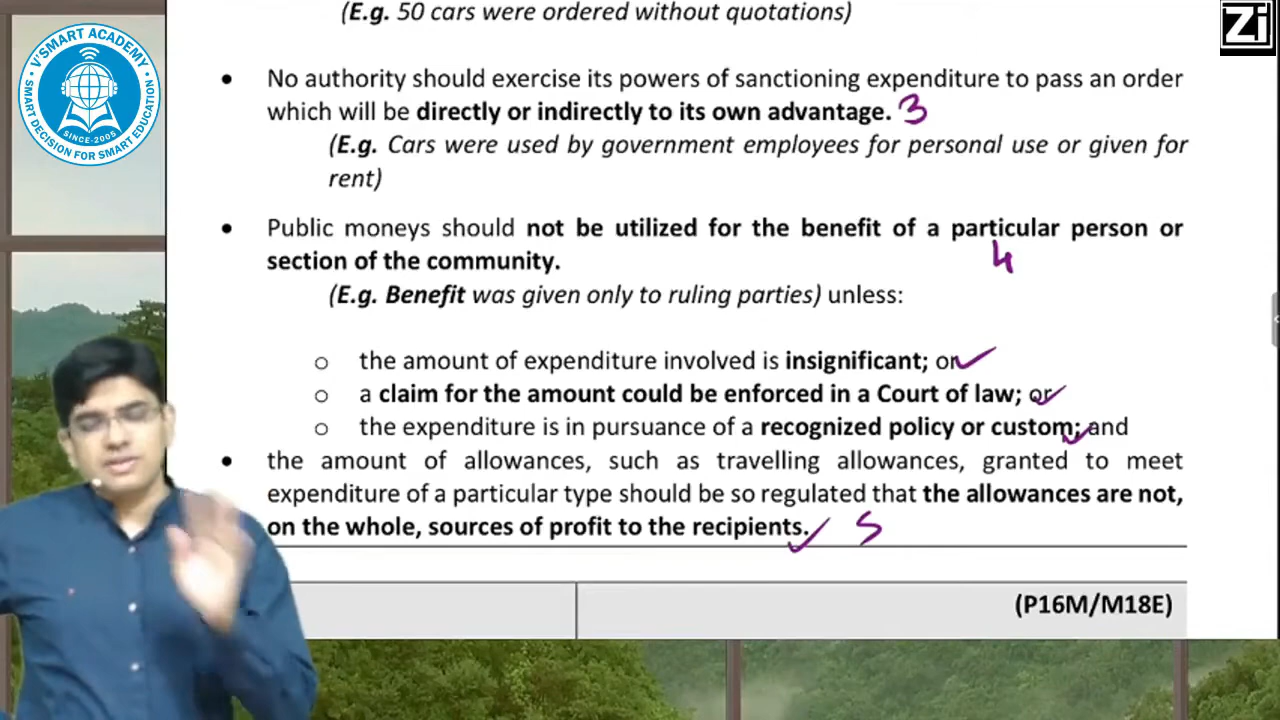 (E.g. 50 cars were ordered without quotations)
Zi
V'SMART ACADEMY
SINCE-2005
SMART DECISION FOR SMART EDUCATION
• No authority should exercise its powers of sanctioning expenditure to pass an order
which will be directly or indirectly to its own advantage. 3
(E.g. Cars were used by government employees for personal use or given for
rent)
• Public moneys should not be utilized for the benefit of a particular person or
section of the community. 4
(E.g. Benefit was given only to ruling parties) unless:
o the amount of expenditure involved is insignificant; or
o a claim for the amount could be enforced in a Court of law; or
o the expenditure is in pursuance of a recognized policy or custom; and
• the amount of allowances, such as travelling allowances, granted to meet
expenditure of a particular type should be so regulated that the allowances are not,
on the whole, sources of profit to the recipients. 5
(P16M/M18E)